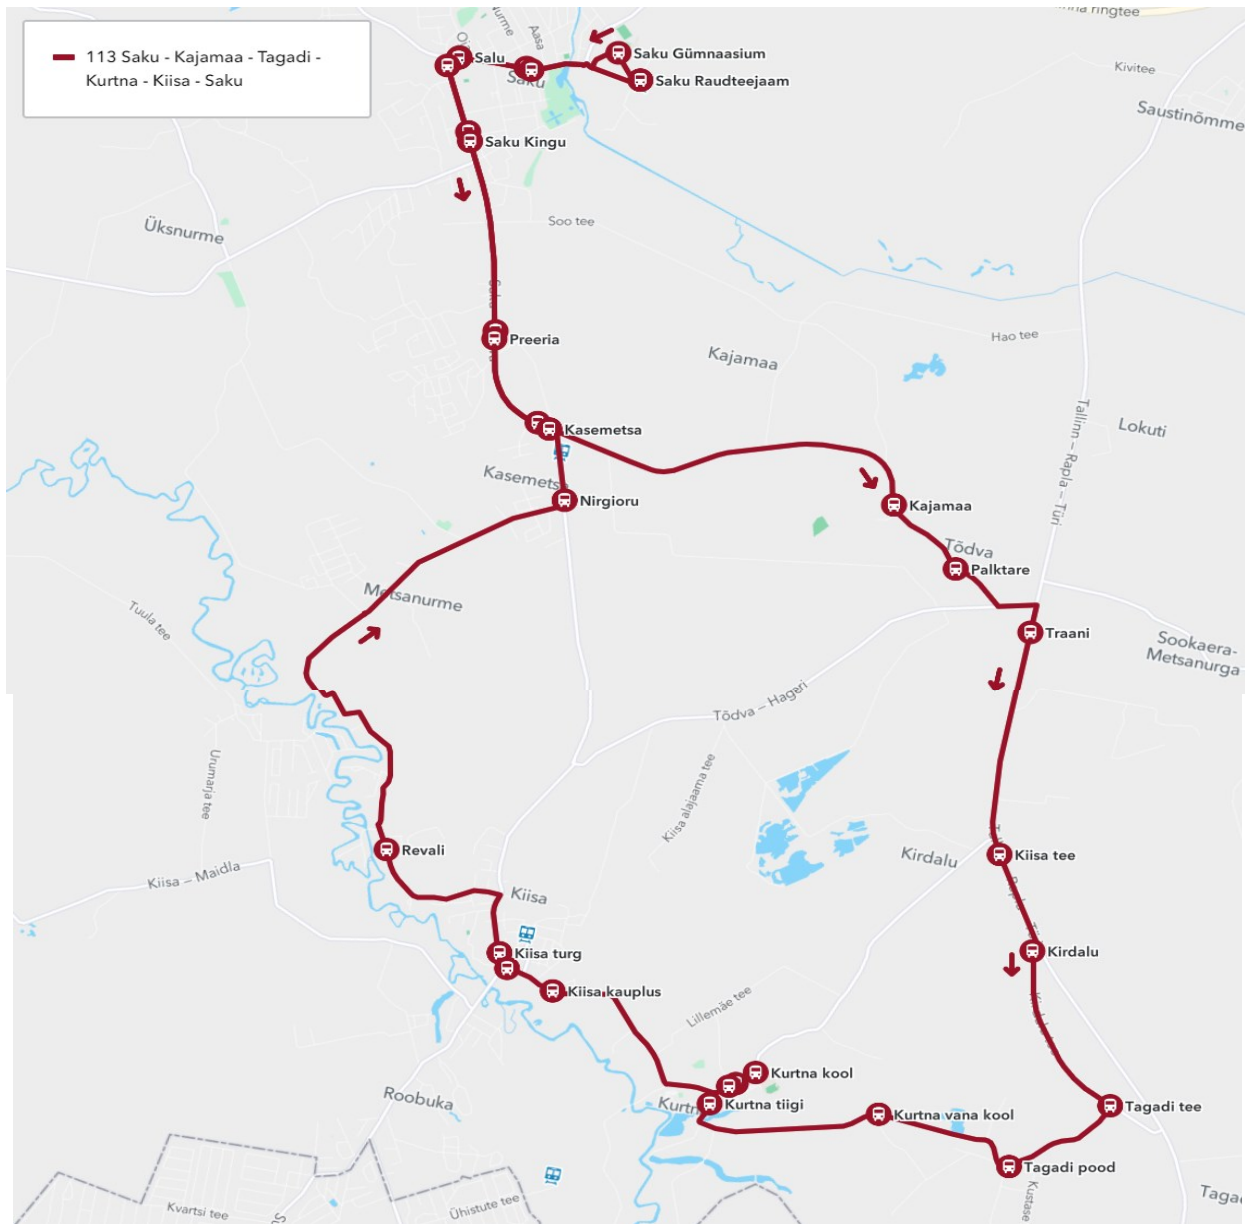 113 Saku - Kajamaa - Tagadi -
Kurtna - Kiisa - Saku
Aasa
Salu
Saku
Saku Gümnaasium
Saku Raudteejaam
Kivitee
Saustinõmme
Saku Kingu
Üksnurme
Soo tee
Preeria
Kajamaa
Hao tee
Tallinn – Rapla – Türi
Lokuti
Kasemetsa
Kasemetsa
Nirgioru
Kajamaa
Tõdva
Palktare
Metsanurme
Tuula tee
Traani
Sookaera-
Metsanurga
Tõdva – Hageri
Urumarja tee
Kiisa alajaama tee
Revali
Kirdalu
Kiisa tee
Kiisa – Maidla
Kiisa
Kiisa turg
Kirdalu
Kiisa kauplus
Lillemäe tee
Kirdalu tee
Kurtna kool
Roobuka
Kurtna tiigi
Kurtna vana kool
Tagadi tee
Tagadi pood
Kvartsi tee
Ühistute tee
Kustase